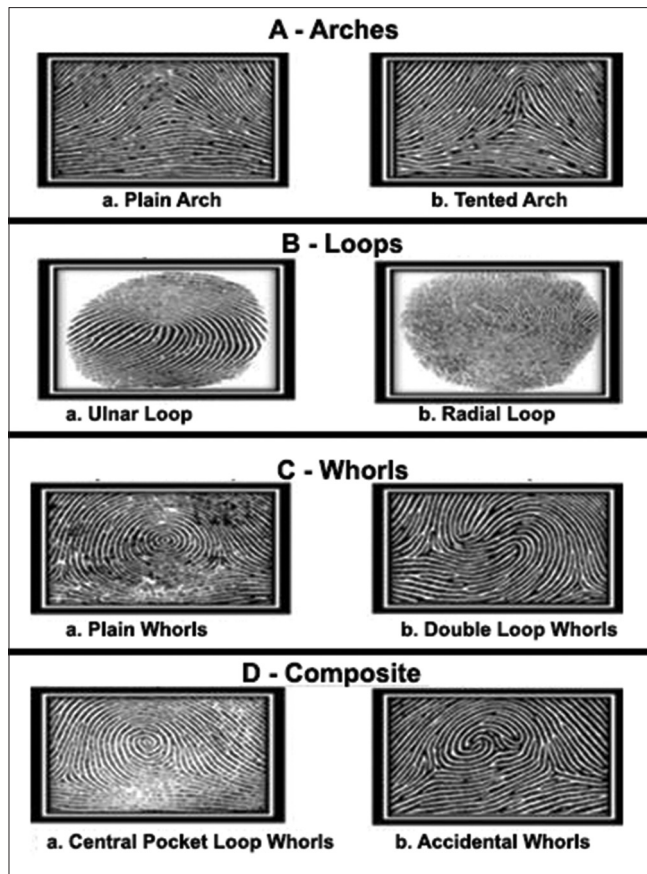 A - Arches
a. Plain Arch
b. Tented Arch
B - Loops
a. Ulnar Loop
b. Radial Loop
C - Whorls
a. Plain Whorls
b. Double Loop Whorls
D - Composite
a. Central Pocket Loop Whorls
b. Accidental Whorls